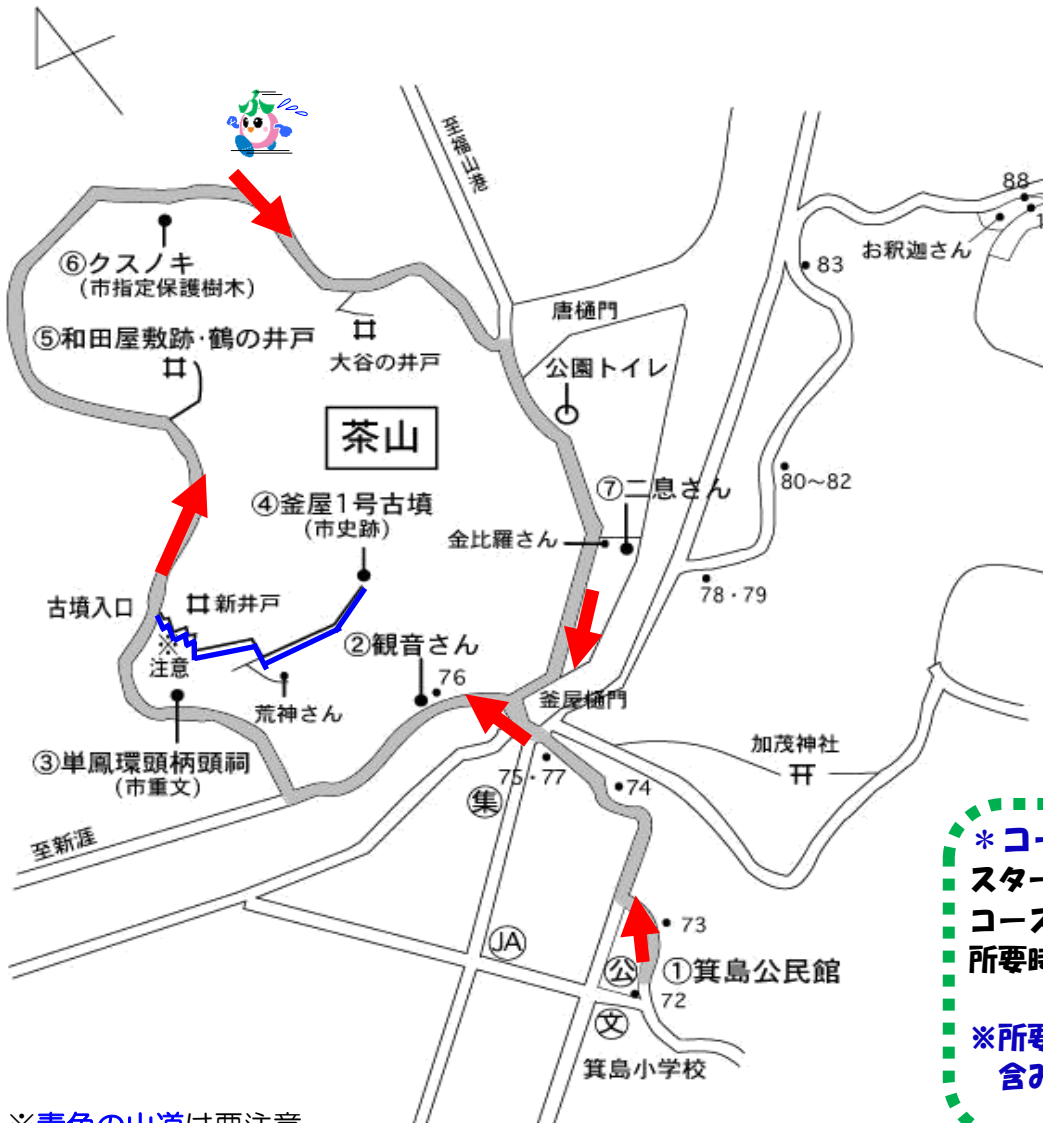 至福山港
88
お釈迦さん
83
⑥クスノキ
(市指定保護樹木)
唐樋門
⑤和田屋敷跡・鶴の井戸
大谷の井戸
公園トイレ
茶山
80〜82
④釜屋1号古墳
(市史跡)
⑦二息さん
金比羅さん
78・79
古墳入口
新井戸
※
注意
②観音さん
76
荒神さん
釜屋樋門
③単鳳環頭柄頭祠
(市重文)
加茂神社
75・77
74
集
至新涯
73
JA
公
①箕島公民館
72
文
箕島小学校
*コー
スター
コース
所要時
※所要
含み
※青色の山道は要注意